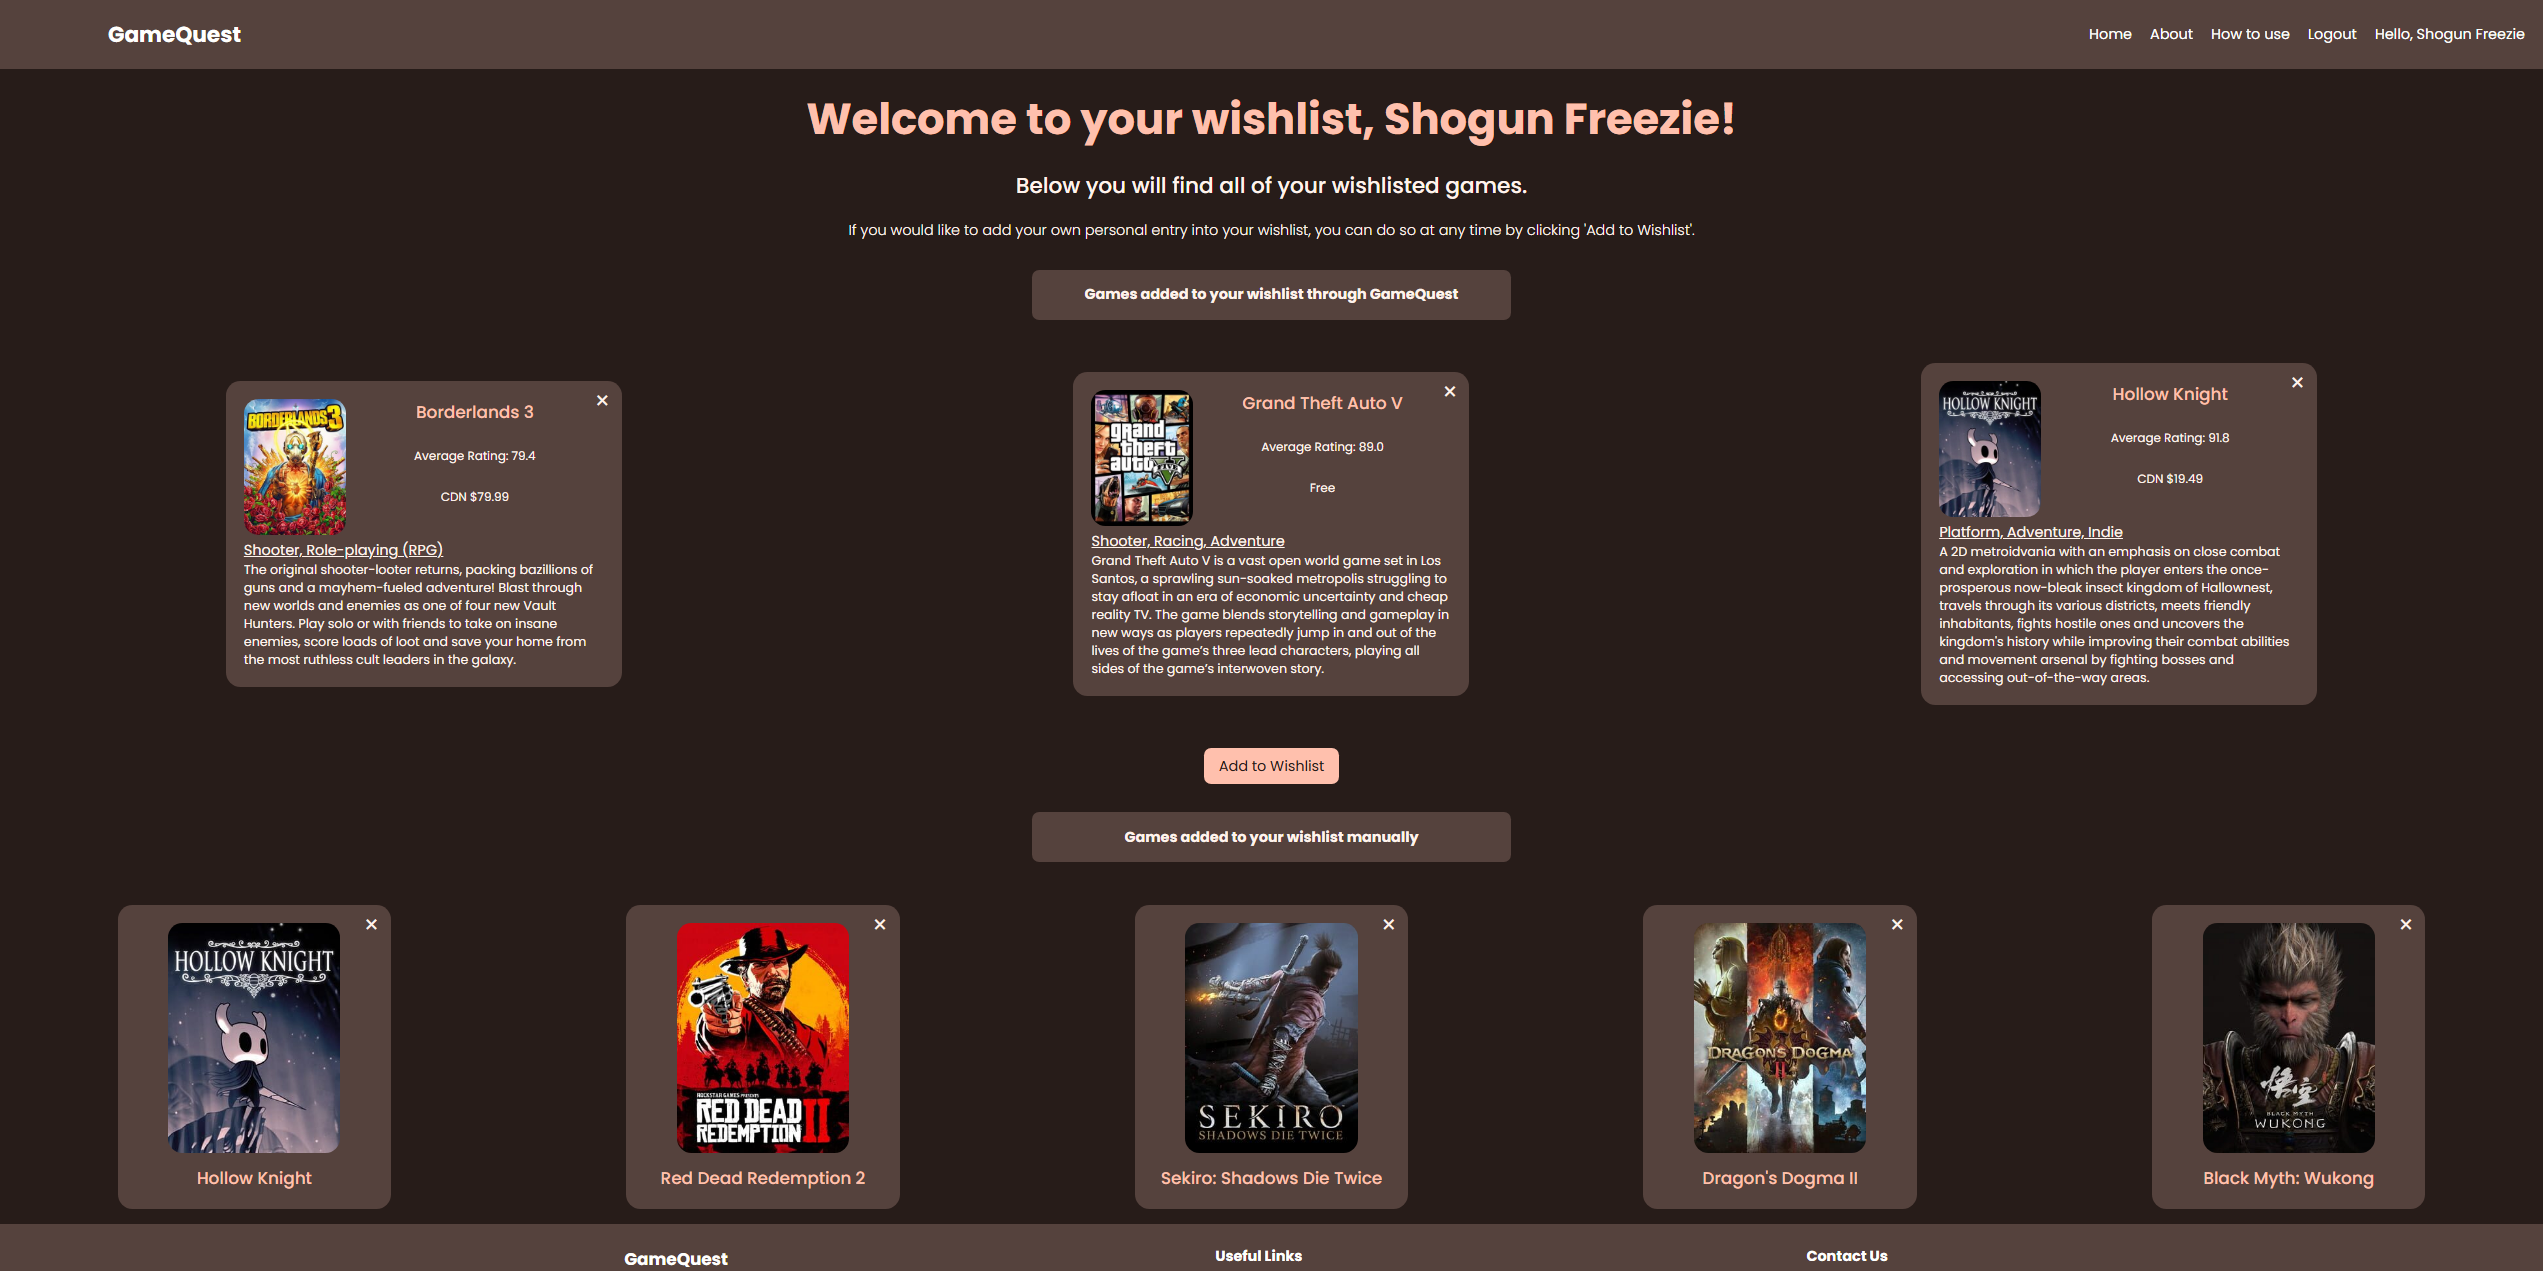 GameQuest
Home About How to use Logout Hello, Shogun Freezie
Welcome to your wishlist, Shogun Freezie!
Below you will find all of your wishlisted games.
If you would like to add your own personal entry into your wishlist, you can do so at any time by clicking 'Add to Wishlist'.
Games added to your wishlist through GameQuest
×
BORDERLANDS 3
Borderlands 3
Average Rating: 79.4
CDN $79.99
Shooter, Role-playing (RPG)
The original shooter-looter returns, packing bazillions of
guns and a mayhem-fueled adventure! Blast through
new worlds and enemies as one of four new Vault
Hunters. Play solo or with friends to take on insane
enemies, score loads of loot and save your home from
the most ruthless cult leaders in the galaxy.
×
grand
theft
auto V
FIVE
Grand Theft Auto V
Average Rating: 89.0
Free
Shooter, Racing, Adventure
Grand Theft Auto V is a vast open world game set in Los
Santos, a sprawling sun-soaked metropolis struggling to
stay afloat in an era of economic uncertainty and cheap
reality TV. The game blends storytelling and gameplay in
new ways as players repeatedly jump in and out of the
lives of the game’s three lead characters, playing all
sides of the game’s interwoven story.
×
HOLLOW KNIGHT
Hollow Knight
Average Rating: 91.8
CDN $19.49
Platform, Adventure, Indie
A 2D metroidvania with an emphasis on close combat
and exploration in which the player enters the once-
prosperous now-bleak insect kingdom of Hallownest,
travels through its various districts, meets friendly
inhabitants, fights hostile ones and uncovers the
kingdom's history while improving their combat abilities
and movement arsenal by fighting bosses and
accessing out-of-the-way areas.
Add to Wishlist
Games added to your wishlist manually
×
HOLLOW KNIGHT
Hollow Knight
×
ROCKSTAR GAMES PRESENTS
RED DEAD
REDEMPTION II
Red Dead Redemption 2
×
SEKIRO
SHADOWS DIE TWICE
Sekiro: Shadows Die Twice
×
DRAGON'S DOGMA
II
Dragon's Dogma II
×
悟空
BLACK MYTH
WUKONG
Black Myth: Wukong
GameQuest
Useful Links
Contact Us